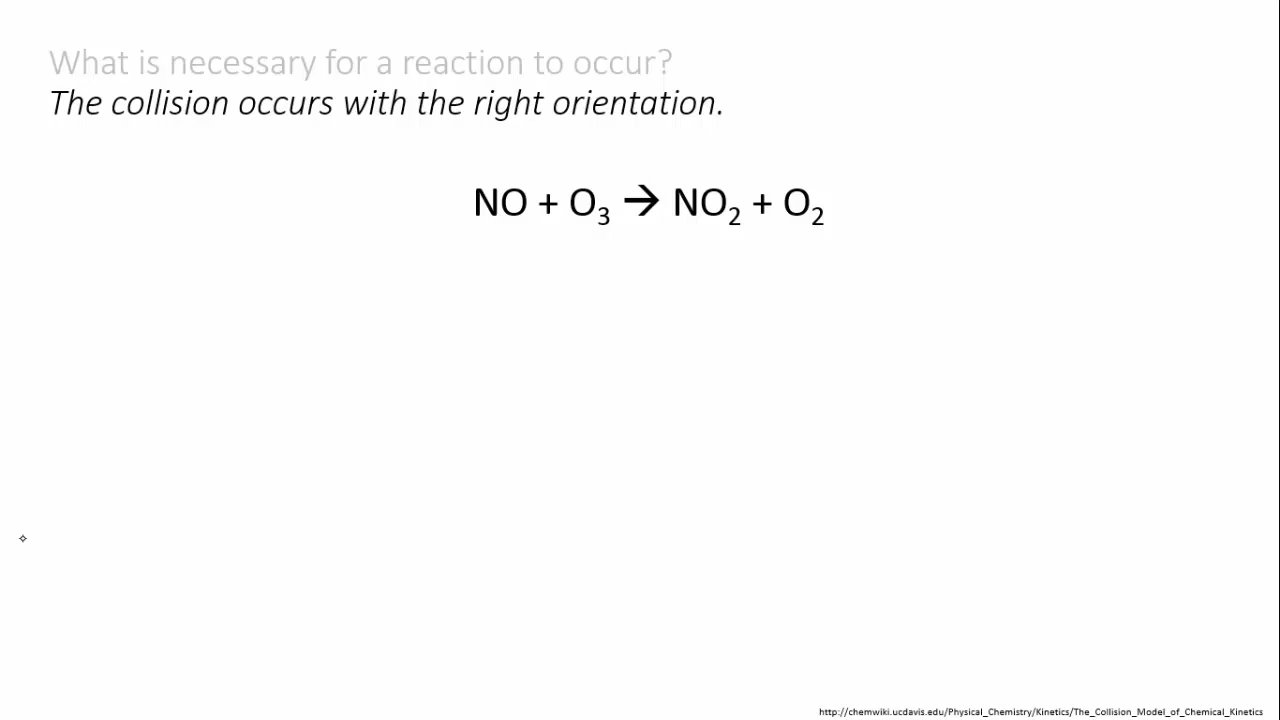 What is necessary for a reaction to occur?
The collision occurs with the right orientation.
NO + O₃ → NO₂ + O₂
http://chemwiki.ucdavis.edu/Physical_Chemistry/Kinetics/The_Collision_Model_of_Chemical_Kinetics